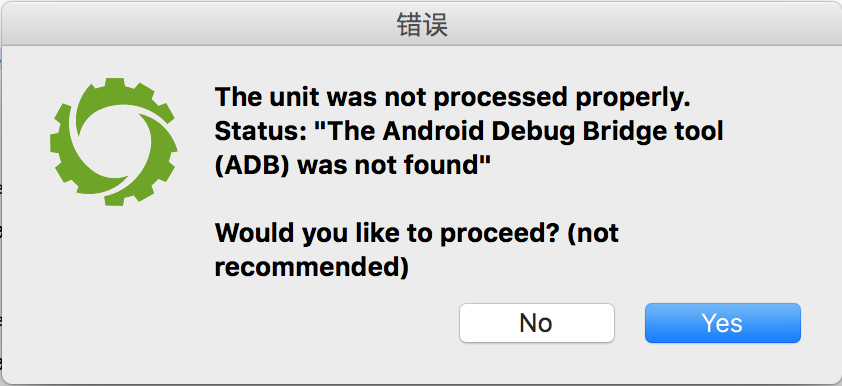 错误
The unit was not processed properly.
Status: "The Android Debug Bridge tool
(ADB) was not found"
Would you like to proceed? (not
recommended)
No
Yes